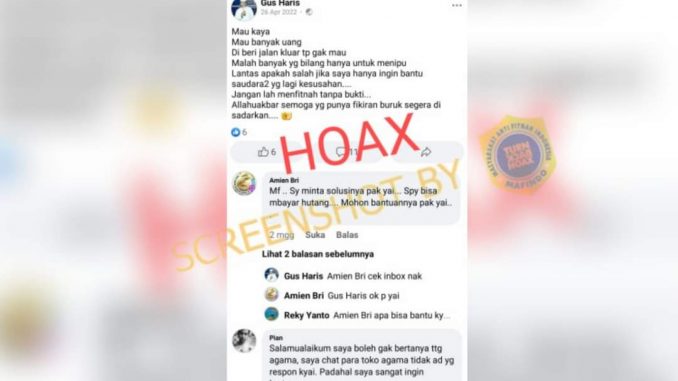 Gus Haris
26 Apr 2022
Mau kaya
Mau banyak uang
Di beri jalan kluar tp gak mau
Malah banyak yg bilang hanya untuk menipu
Lantas apakah salah jika saya hanya ingin bantu
saudara2 yg lagi kesusahan....
Jangan lah menfitnah tanpa bukti...
Allahuakbar semoga yg punya fikiran buruk segera di
sadarkan....
6
6
11
HOAX
SCREENSHOT BY
MASYARAKAT ANTI FITNAH INDONESIA
TURN BACK HOAX
MAFINDO
Amien Bri
Mf .. Sy minta solusinya pak yai... Spy bisa
mbayar hutang.... Mohon bantuannya pak yai..
2 mgg Suka Balas
Lihat 2 balasan sebelumnya
Gus Haris Amien Bri cek inbox nak
Amien Bri Gus Haris ok p yai
Reky Yanto Amien Bri apa bisa bantu ky...
Pian
Salamualaikum saya boleh gak bertanya ttg
agama, saya chat para toko agama tidak ad yg
respon kyai. Padahal saya sangat ingin